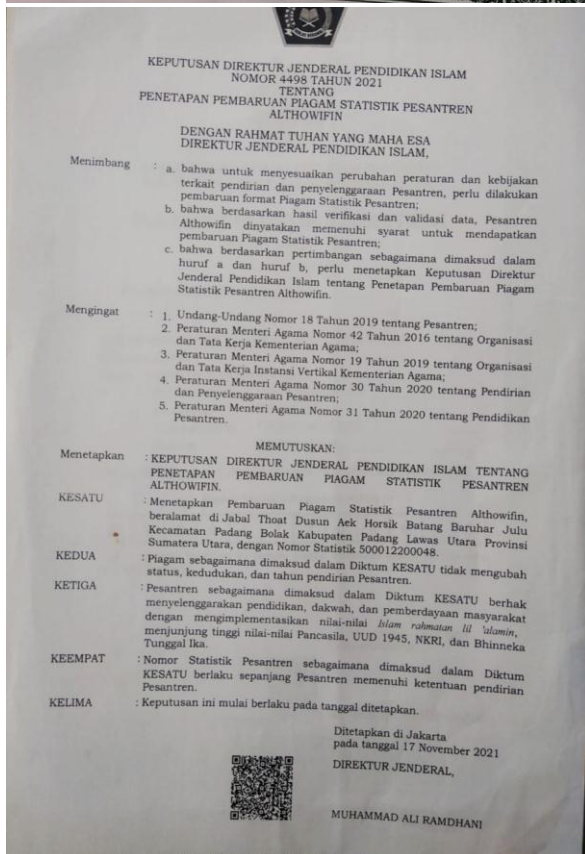 KEPUTUSAN DIREKTUR JENDERAL PENDIDIKAN ISLAM
NOMOR 4498 TAHUN 2021
TENTANG
PENETAPAN PEMBARUAN PIAGAM STATISTIK PESANTREN
ALTHOWIFIN
DENGAN RAHMAT TUHAN YANG MAHA ESA
DIREKTUR JENDERAL PENDIDIKAN ISLAM,
Menimbang : a. bahwa untuk menyesuaikan perubahan peraturan dan kebijakan
terkait pendirian dan penyelenggaraan Pesantren, perlu dilakukan
pembaruan format Piagam Statistik Pesantren;
b. bahwa berdasarkan hasil verifikasi dan validasi data, Pesantren
Althowifin dinyatakan memenuhi syarat untuk mendapatkan
pembaruan Piagam Statistik Pesantren;
c. bahwa berdasarkan pertimbangan sebagaimana dimaksud dalam
huruf a dan huruf b, perlu menetapkan Keputusan Direktur
Jenderal Pendidikan Islam tentang Penetapan Pembaruan Piagam
Statistik Pesantren Althowifin.
Mengingat : 1. Undang-Undang Nomor 18 Tahun 2019 tentang Pesantren;
2. Peraturan Menteri Agama Nomor 42 Tahun 2016 tentang Organisasi
dan Tata Kerja Kementerian Agama;
3. Peraturan Menteri Agama Nomor 19 Tahun 2019 tentang Organisasi
dan Tata Kerja Instansi Vertikal Kementerian Agama;
4. Peraturan Menteri Agama Nomor 30 Tahun 2020 tentang Pendirian
dan Penyelenggaraan Pesantren;
5. Peraturan Menteri Agama Nomor 31 Tahun 2020 tentang Pendidikan
Pesantren.
MEMUTUSKAN:
Menetapkan : KEPUTUSAN DIREKTUR JENDERAL PENDIDIKAN ISLAM TENTANG
PENETAPAN PEMBARUAN PIAGAM STATISTIK PESANTREN
ALTHOWIFIN.
KESATU : Menetapkan Pembaruan Piagam Statistik Pesantren Althowifin,
beralamat di Jabal Thoat Dusun Aek Horsik Batang Baruhar Julu
Kecamatan Padang Bolak Kabupaten Padang Lawas Utara Provinsi
Sumatera Utara, dengan Nomor Statistik 500012200048.
KEDUA : Piagam sebagaimana dimaksud dalam Diktum KESATU tidak mengubah
status, kedudukan, dan tahun pendirian Pesantren.
KETIGA : Pesantren sebagaimana dimaksud dalam Diktum KESATU berhak
menyelenggarakan pendidikan, dakwah, dan pemberdayaan masyarakat
dengan mengimplementasikan nilai-nilai Islam rahmatan lil 'alamin,
menjunjung tinggi nilai-nilai Pancasila, UUD 1945, NKRI, dan Bhinneka
Tunggal Ika.
KEEMPAT : Nomor Statistik Pesantren sebagaimana dimaksud dalam Diktum
KESATU berlaku sepanjang Pesantren memenuhi ketentuan pendirian
Pesantren.
KELIMA : Keputusan ini mulai berlaku pada tanggal ditetapkan.
Ditetapkan di Jakarta
pada tanggal 17 November 2021
DIREKTUR JENDERAL,
MUHAMMAD ALI RAMDHANI